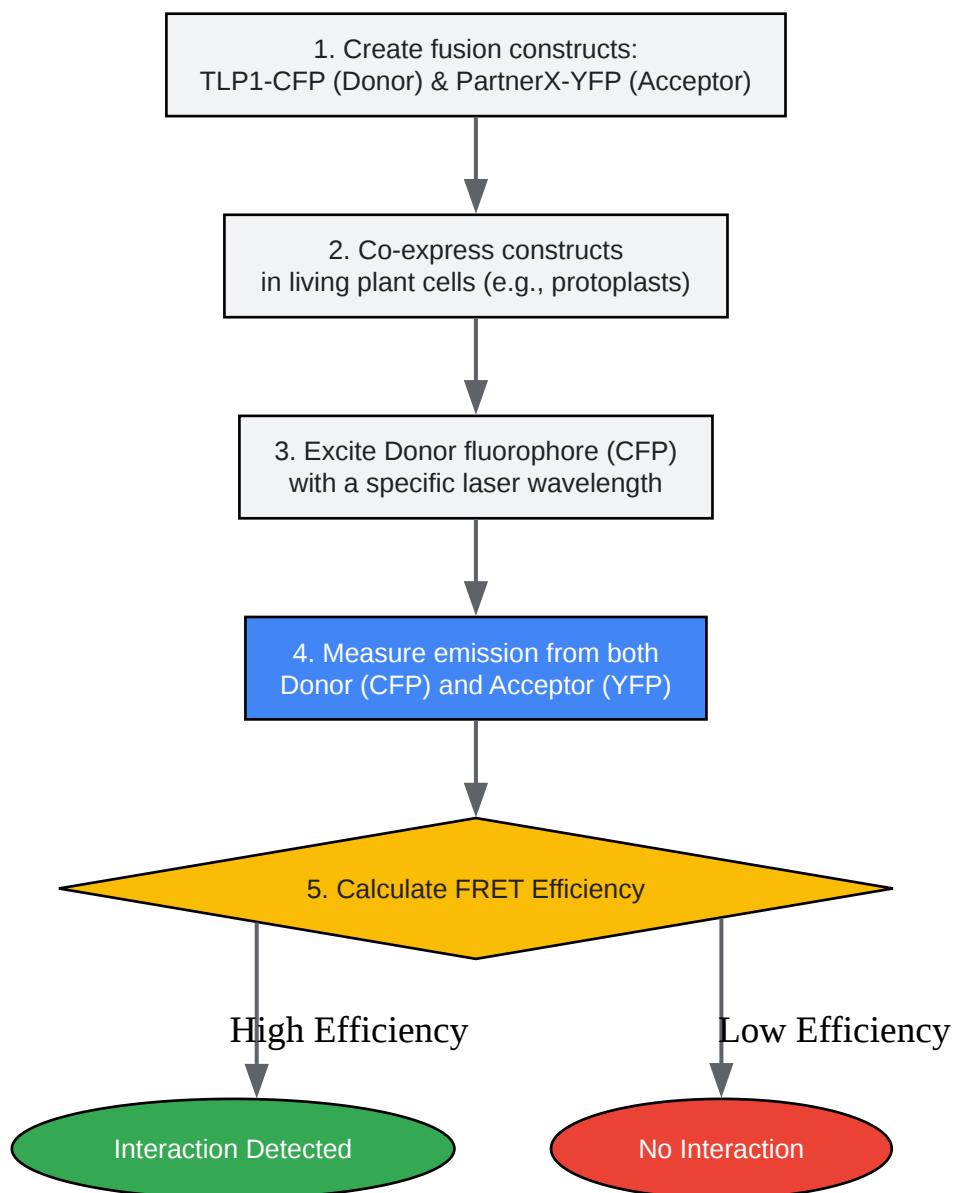 1. Create fusion constructs:
TLP1-CFP (Donor) & PartnerX-YFP (Acceptor)
2. Co-express constructs
in living plant cells (e.g., protoplasts)
3. Excite Donor fluorophore (CFP)
with a specific laser wavelength
4. Measure emission from both
Donor (CFP) and Acceptor (YFP)
5. Calculate FRET Efficiency
High Efficiency
Low Efficiency
Interaction Detected
No Interaction